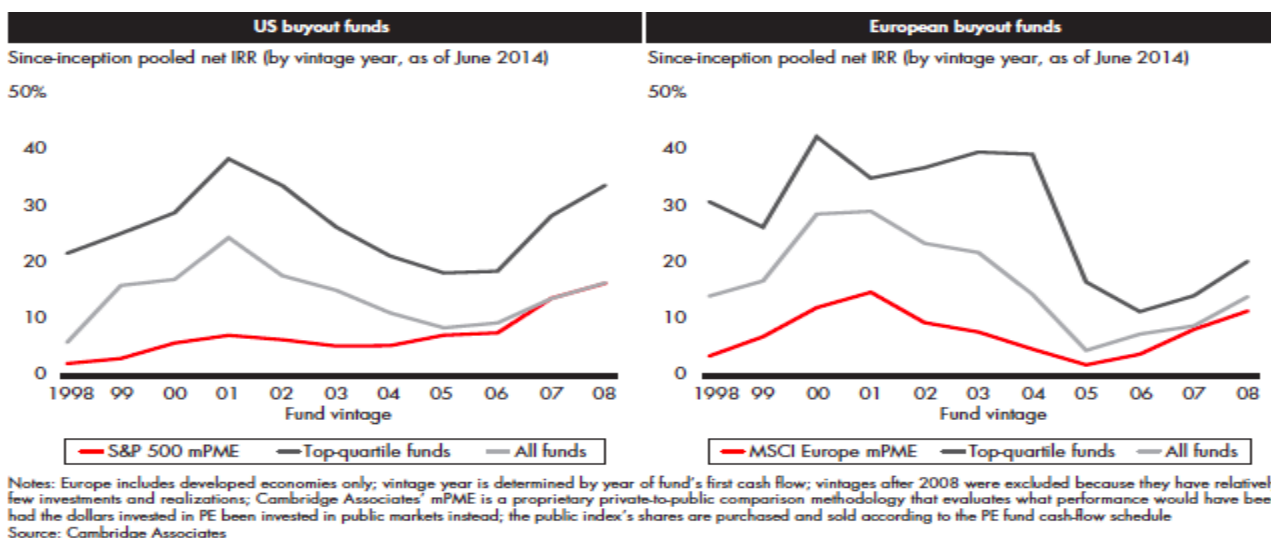 US buyout funds
Since-inception pooled net IRR (by vintage year, as of June 2014)
50%
40
30
20
10
0
1998 99 00 01 02 03 04 05 06 07 08
Fund vintage
S&P 500 mPME Top-quartile funds All funds
European buyout funds
Since-inception pooled net IRR (by vintage year, as of June 2014)
50%
40
30
20
10
0
1998 99 00 01 02 03 04 05 06 07 08
Fund vintage
MSCI Europe mPME Top-quartile funds All funds
Notes: Europe includes developed economies only; vintage year is determined by year of fund's first cash flow; vintages after 2008 were excluded because they have relativel
few investments and realizations; Cambridge Associates' mPME is a proprietary private-to-public comparison methodology that evaluates what performance would have bee
had the dollars invested in PE been invested in public markets instead; the public index's shares are purchased and sold according to the PE fund cash-flow schedule
Source: Cambridge Associates